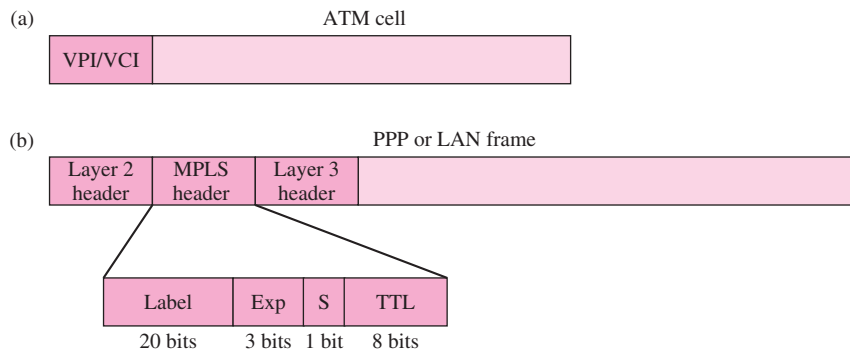 (a) ATM cell
VPI/VCI
(b) PPP or LAN frame
Layer 2 header
MPLS header
Layer 3 header
Label Exp S TTL
20 bits 3 bits 1 bit 8 bits